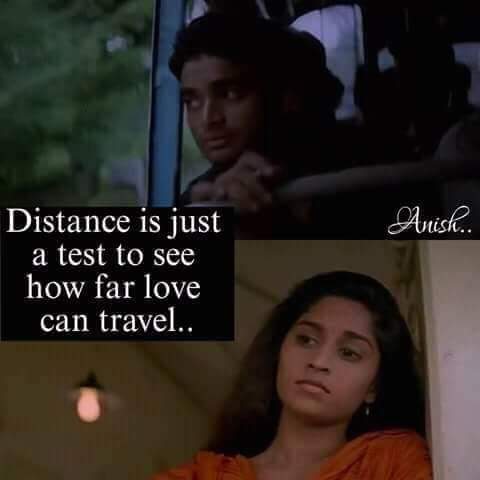 Distance is just
a test to see
how far love
can travel..
Anish..